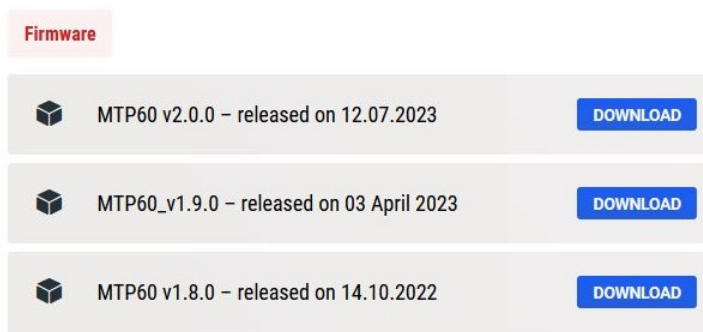 Firmware
MTP60 v2.0.0 – released on 12.07.2023 DOWNLOAD
MTP60_v1.9.0 – released on 03 April 2023 DOWNLOAD
MTP60 v1.8.0 – released on 14.10.2022 DOWNLOAD